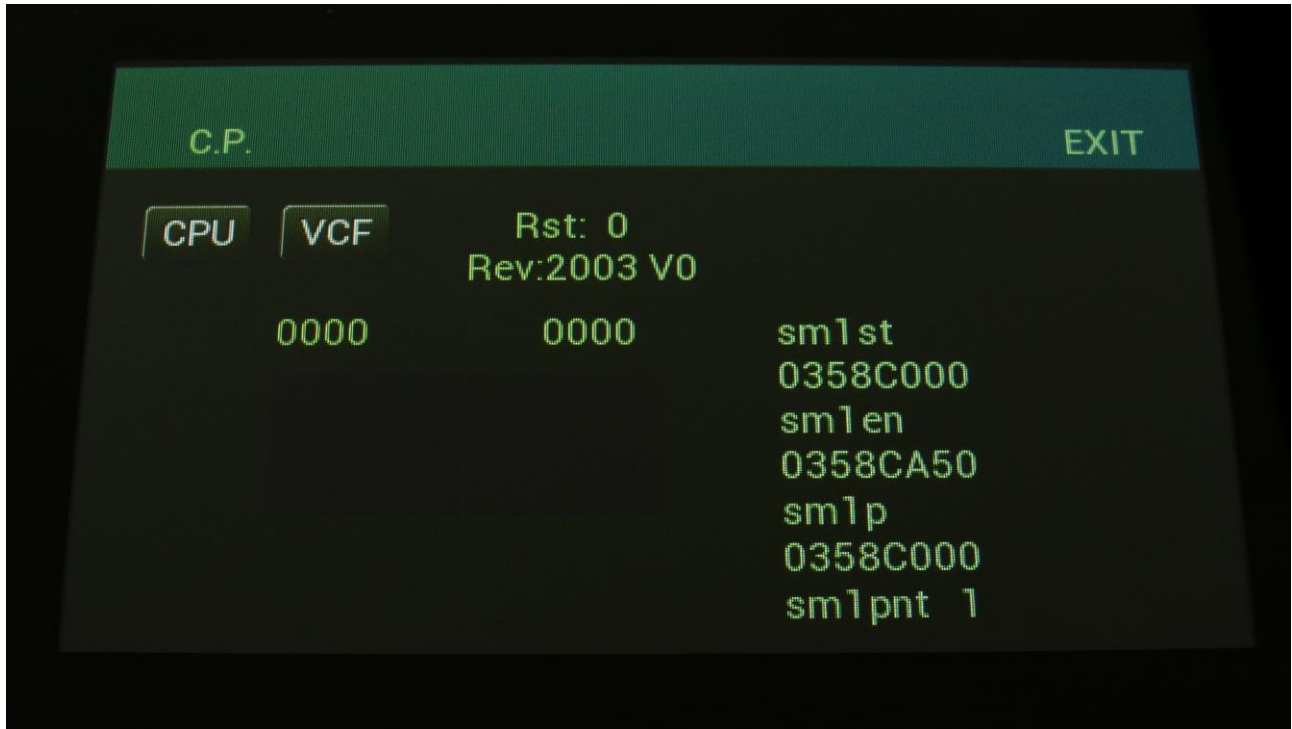 C.P. EXIT
CPU VCF Rst: 0
Rev:2003 V0
0000 0000 sm1st
0358C000
sm1en
0358CA50
sm1p
0358C000
sm1pnt 1